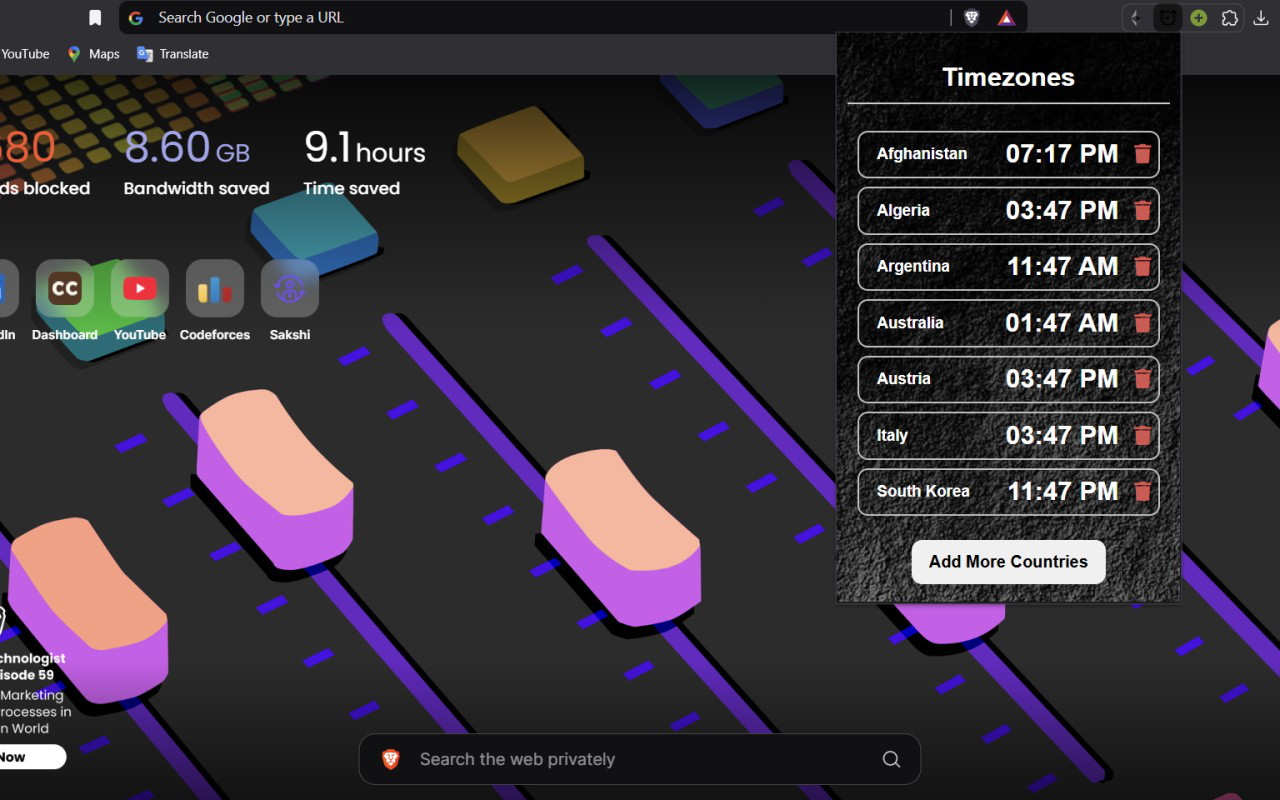 Search Google or type a URL
YouTube
Maps
Translate
Timezones
Afghanistan 07:17 PM
Algeria 03:47 PM
Argentina 11:47 AM
Australia 01:47 AM
Austria 03:47 PM
Italy 03:47 PM
South Korea 11:47 PM
Add More Countries
680 8.60 GB 9.1 hours
ds blocked Bandwidth saved Time saved
CC
dIn Dashboard YouTube Codeforces Sakshi
chnologist
isode 59
Marketing
rocesses in
n World
Now
Search the web privately